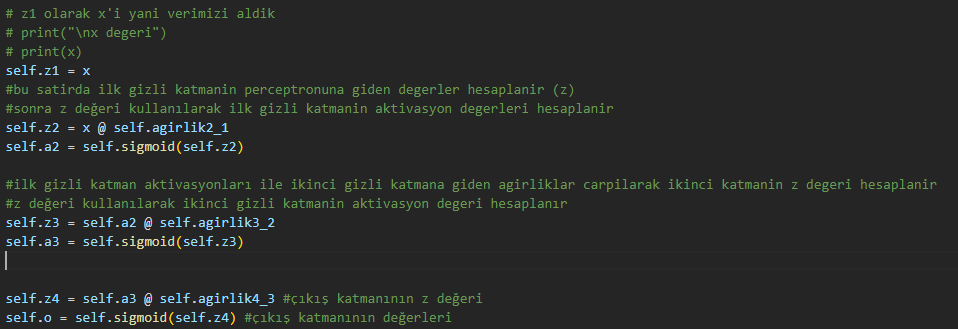 # z1 olarak x'i yani verimizi aldik
# print("\nx degeri")
# print(x)
self.z1 = x
#bu satirda ilk gizli katmanin perceptronuna giden degerler hesaplanir (z)
#sonra z değeri kullanılarak ilk gizli katmanin aktivasyon degerleri hesaplanir
self.z2 = x @ self.agirlik2_1
self.a2 = self.sigmoid(self.z2)
#ilk gizli katman aktivasyonları ile ikinci gizli katmana giden agirliklar carpilarak ikinci katmanin z degeri hesaplanir
#z değeri kullanılarak ikinci gizli katmanin aktivasyon degeri hesaplanır
self.z3 = self.a2 @ self.agirlik3_2
self.a3 = self.sigmoid(self.z3)
self.z4 = self.a3 @ self.agirlik4_3 #çıkış katmanının z değeri
self.o = self.sigmoid(self.z4) #çıkış katmanının değerleri